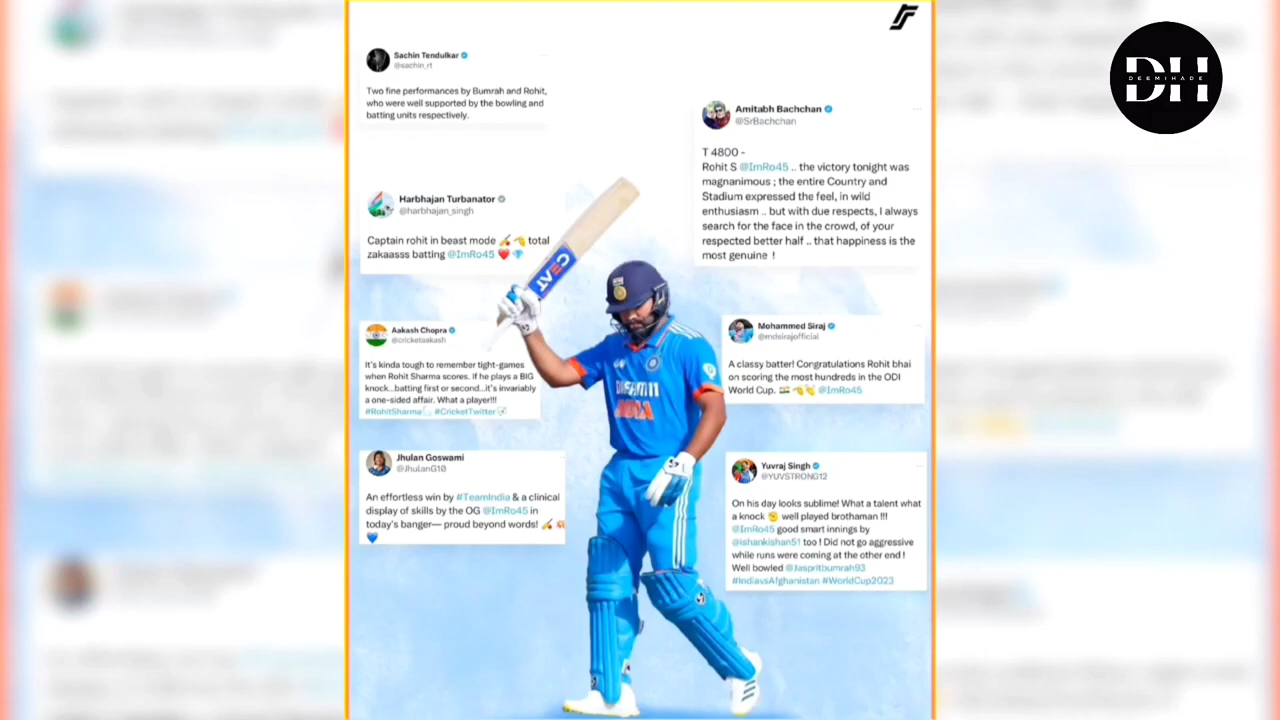 Sachin Tendulkar
@sachin_rt
Two fine performances by Bumrah and Rohit,
who were well supported by the bowling and
batting units respectively.
Harbhajan Turbanator
@harbhajan_singh
Captain rohit in beast mode ✍️ 🫡 total
zakaasss batting @ImRo45 ❤️ 💎
Aakash Chopra
@cricketaakash
It's kinda tough to remember tight-games
when Rohit Sharma scores. If he plays a BIG
knock...batting first or second...it's invariably
a one-sided affair. What a player!!!
#RohitSharma #CricketTwitter
Jhulan Goswami
@JhulanG10
An effortless win by #TeamIndia & a clinical
display of skills by the OG @ImRo45 in
today's banger— proud beyond words! ✍️ 💥
💙
Amitabh Bachchan
@SrBachchan
T 4800 -
Rohit S @ImRo45 .. the victory tonight was
magnanimous ; the entire Country and
Stadium expressed the feel, in wild
enthusiasm .. but with due respects, I always
search for the face in the crowd, of your
respected better half .. that happiness is the
most genuine !
Mohammed Siraj
@mdsirajofficial
A classy batter! Congratulations Rohit bhai
on scoring the most hundreds in the ODI
World Cup. 🇮🇳 🫡 👏 @ImRo45
Yuvraj Singh
@YUVSTRONG12
On his day looks sublime! What a talent what
a knock well played brothaman !!!
@ImRo45 good smart innings by
@ishankishan51 too ! Did not go aggressive
while runs were coming at the other end !
Well bowled @Jaspritbumrah93
#IndiavsAfghanistan #WorldCup2023
CEAT
DREAM11
INDIA
DH
DEEMIHADE